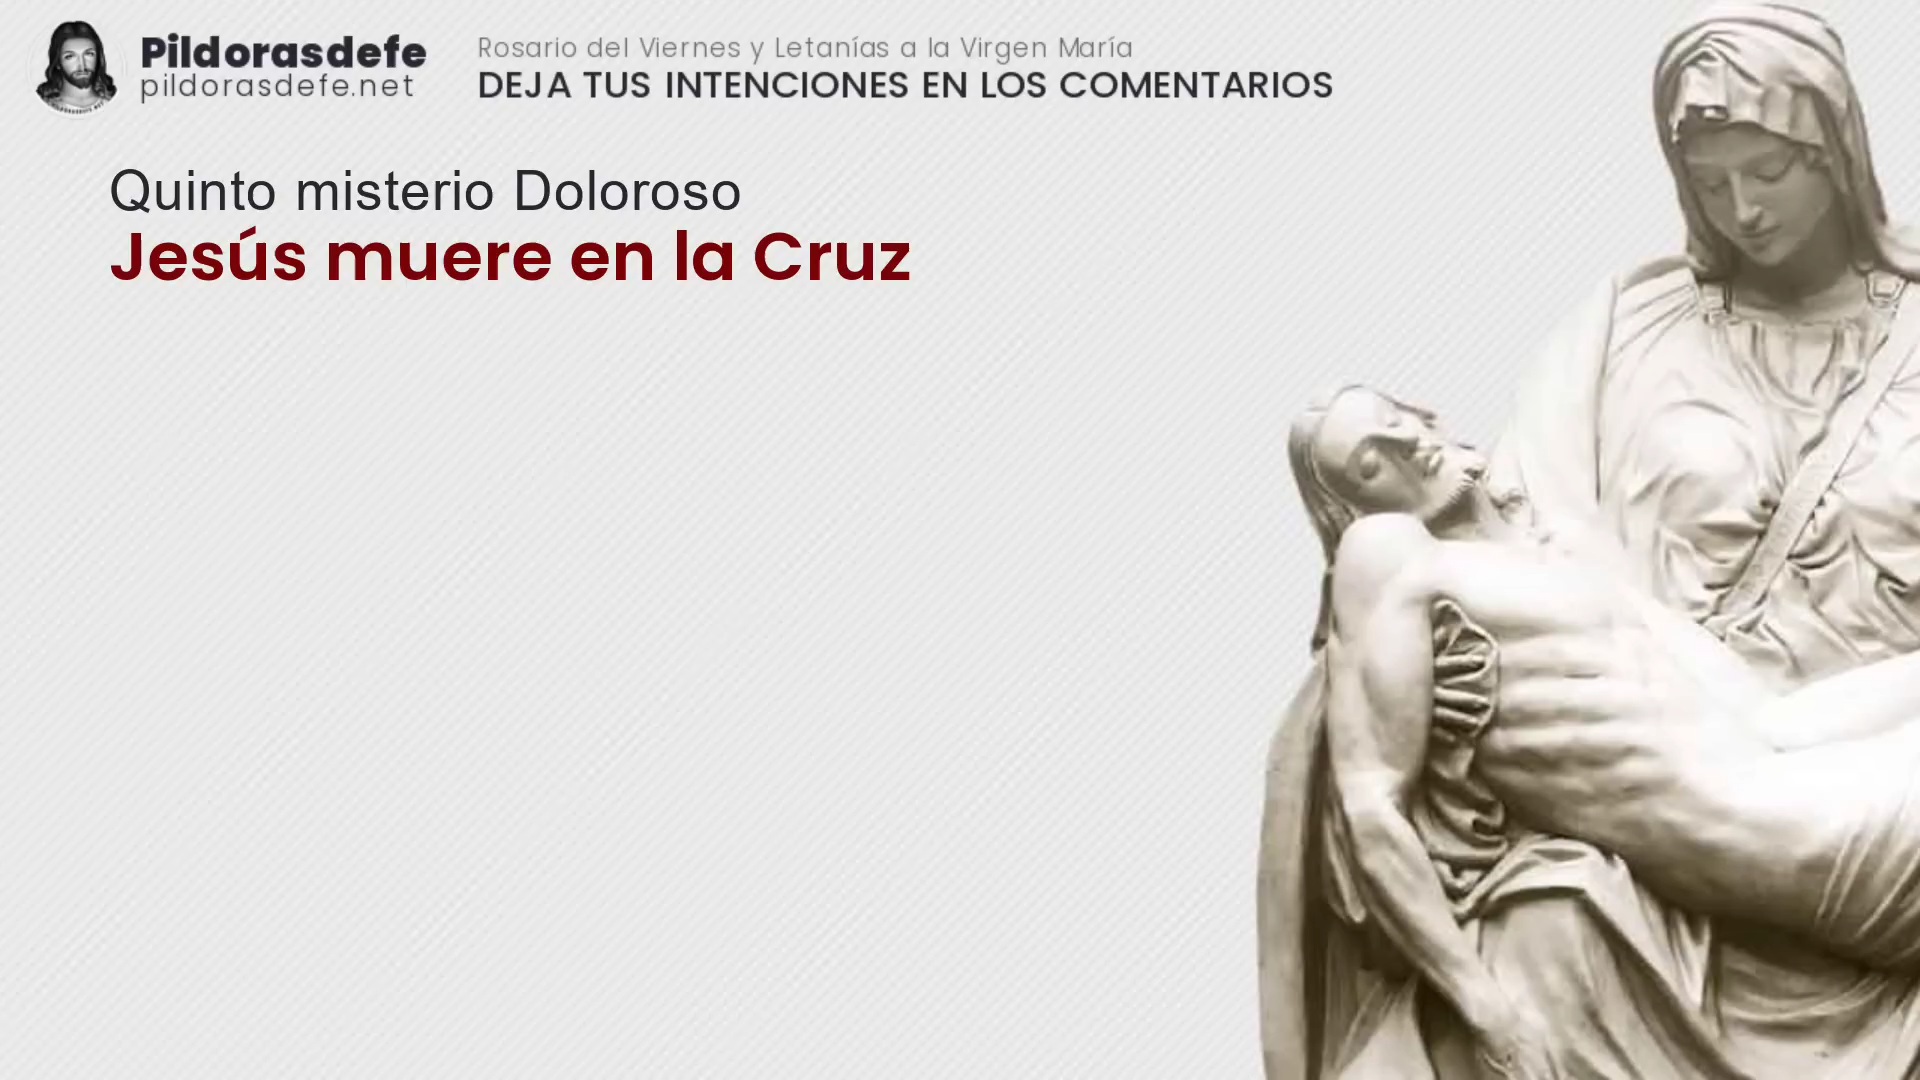 Pildorasdefe
pildorasdefe.net
Rosario del Viernes y Letanías a la Virgen María
DEJA TUS INTENCIONES EN LOS COMENTARIOS
Quinto misterio Doloroso
Jesús muere en la Cruz